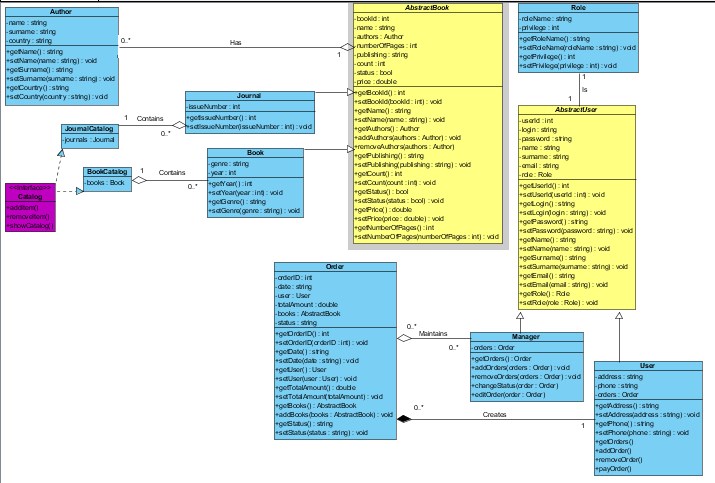 Author
-name : string
-surname : string
-country : string
+getName() : string
+setName(name : string) : void
+getSurname() : string
+setSurname(surname : string) : void
+getCountry() : string
+setCountry(country : string) : void
0..*
Has
1
AbstractBook
-bookId : int
-name : string
-authors : Author
-numberOfPages : int
-publishing : string
-count : int
-status : bool
-price : double
+getBookId() : int
+setBookId(bookId : int) : void
+getName() : string
+setName(name : string) : void
+getAuthors() : Author
+addAuthors(authors : Author) : void
+removeAuthors(authors : Author) : void
+getPublishing() : string
+setPublishing(publishing : string) : void
+getCount() : int
+setCount(count : int) : void
+getStatus() : bool
+setStatus(status : bool) : void
+getPrice() : double
+setPrice(price : double) : void
+getNumberOfPages() : int
+setNumberOfPages(numberOfPages : int) : void
Role
-roleName : string
-privilege : int
+getRoleName() : string
+setRoleName(roleName : string) : void
+getPrivilege() : int
+setPrivilege(privilege : int) : void
1
Is
1
AbstractUser
-userId : int
-login : string
-password : string
-name : string
-surname : string
-email : string
-role : Role
+getUserId() : int
+setUserId(userId : int) : void
+getLogin() : string
+setLogin(login : string) : void
+getPassword() : string
+setPassword(password : string) : void
+getName() : string
+setName(name : string) : void
+getSurname() : string
+setSurname(surname : string) : void
+getEmail() : string
+setEmail(email : string) : void
+getRole() : Role
+setRole(role : Role) : void
Journal
-issueNumber : int
+getIssueNumber() : int
+setIssueNumber(issueNumber : int) : void
1
Contains
0..*
JournalCatalog
-journals : Journal
Book
-genre : string
-year : int
+getYear() : int
+setYear(year : int) : void
+getGenre() : string
+setGenre(genre : string) : void
1
Contains
0..*
BookCatalog
-books : Book
<<Interface>>
Catalog
+addItem()
+removeItem()
+showCatalog()
Order
-orderID : int
-date : string
-user : User
-totalAmount : double
-books : AbstractBook
-status : string
+getOrderID() : int
+setOrderID(orderID : int) : void
+getDate() : string
+setDate(date : string) : void
+getUser() : User
+setUser(user : User) : void
+getTotalAmount() : double
+setTotalAmount(totalAmount) : void
+getBooks() : AbstractBook
+addBooks(books : AbstractBook) : void
+getStatus() : string
+setStatus(status : string) : void
0..*
Maintains
0..*
Manager
-orders : Order
+getOrders() : Order
+addOrders(orders : Order) : void
+removeOrders(orders : Order) : void
+changeStatus(order : Order)
+editOrder(order : Order)
0..*
Creates
1
User
-address : string
-phone : string
-orders : Order
+getAddress() : string
+setAddress(address : string) : void
+getPhone() : string
+setPhone(phone : string) : void
+getOrders()
+addOrder()
+removeOrder()
+payOrder()